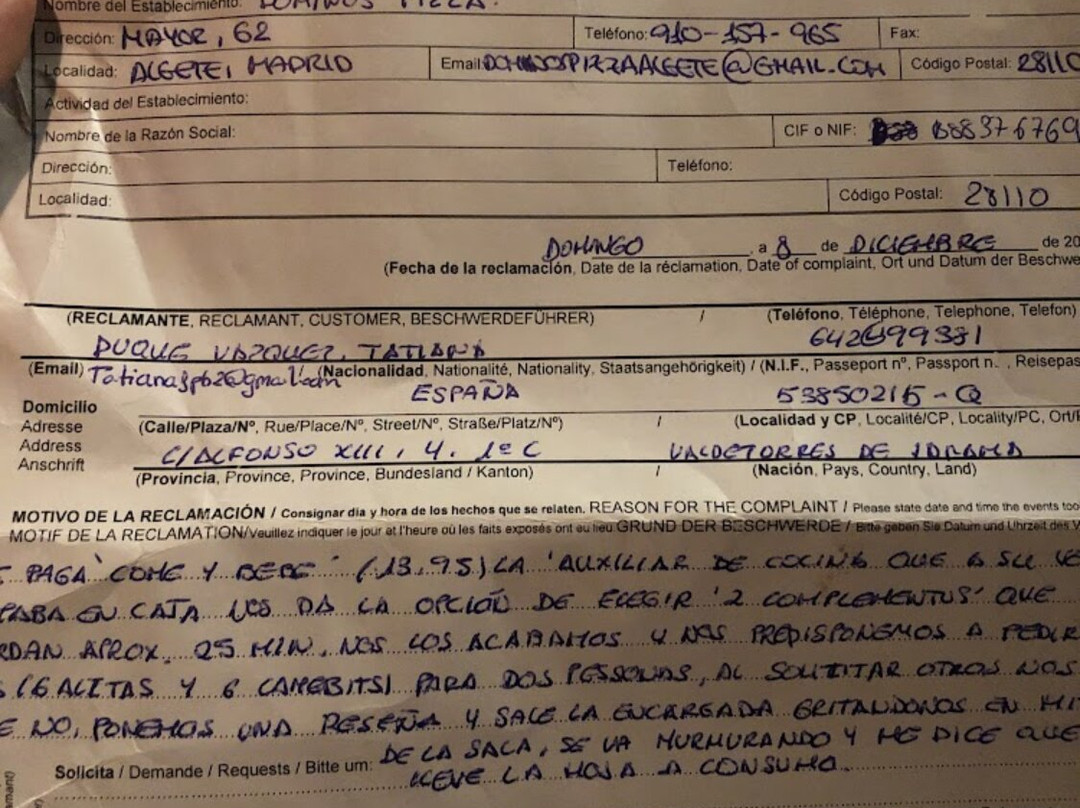 Nombre del Establecimiento: DOMINOS PIZZA.
Dirección: MAYOR, 62 Teléfono: 910-157-965 Fax:
Localidad: ALGETE, MADRID Email: DOMINOSPIZZAALGETE@GMAIL.COM Código Postal: 28110
Actividad del Establecimiento:
Nombre de la Razón Social: CIF o NIF: B88376769
Dirección: Teléfono:
Localidad: Código Postal: 28110
DOMINGO, a 8 de DICIEMBRE de 20
(Fecha de la reclamación, Date de la réclamation, Date of complaint, Ort und Datum der Beschwe
(RECLAMANTE, RECLAMANT, CUSTOMER, BESCHWERDEFÜHRER) / (Teléfono, Téléphone, Telephone, Telefon)
DUQUE VAZQUEZ, TATIANA 642699381
(Email) (Nacionalidad, Nationalité, Nationality, Staatsangehörigkeit) / (N.I.F., Passeport nº, Passport n., Reisepas
ESPAÑA 53850215-Q
Domicilio
Adresse (Calle/Plaza/Nº, Rue/Place/Nº, Street/Nº, Straße/Platz/Nº) / (Localidad y CP, Localité/CP, Locality/PC, Ort/
Address C/ALFONSO XIII, 4. 1º C VALDETORRES DE
Anschrift (Provincia, Province, Province, Bundesland / Kanton) / (Nación, Pays, Country, Land)
MOTIVO DE LA RECLAMACIÓN / Consignar día y hora de los hechos que se relaten. REASON FOR THE COMPLAINT / Please state date and time the events too
MOTIF DE LA RECLAMATION/Veuillez indiquer le jour et l'heure où les faits exposés ont eu lieu GRUND DER BESCHWERDE / Bitte geben Sie Datum und Uhrzeit des V
PAGA 'COME Y BEBE' (13,95) LA 'AUXILIAR DE COCINA QUE A SU VE
EN CAJA NOS DA LA OPCIÓN DE ELEGIR '2 COMPLEMENTOS' QUE
RDAN APROX. 25 MIN. NOS LOS ACABAMOS Y NOS PREDISPONEMOS A PEDIR
(6 ALITAS Y 6 CAMEBITS) PARA DOS PERSONAS, AL SOLIZITAR OTROS NOS
E NO, PONEMOS UNA RESEÑA Y SALE LA ENCARGADA GRITANDONOS EN MI
DE LA SALA, SE VA MURMURANDO Y ME DICE QUE
Solicita / Demande / Requests / Bitte um: LLEVE LA HOJA A CONSUMO.